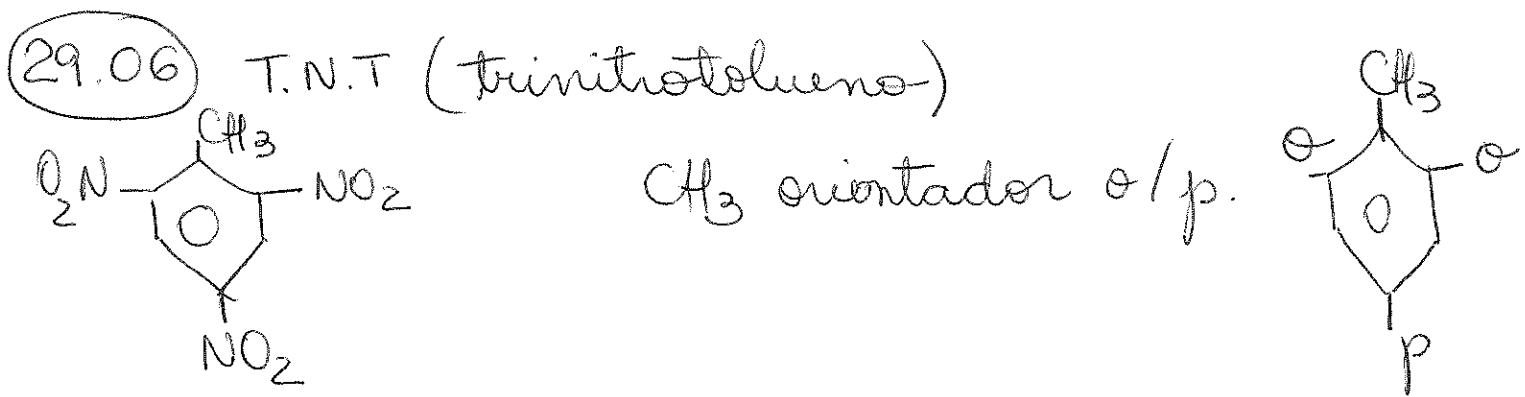 29.06 T.N.T (trinitrotolueno)
CH3 CH3
O2N NO2 CH3 orientador o/p. o o
NO2 p